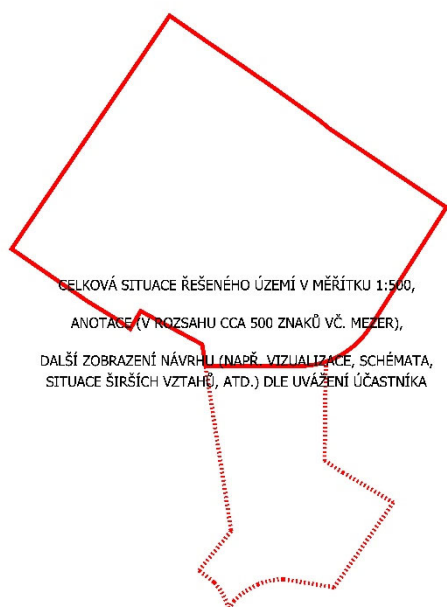 CELKOVÁ SITUACE ŘEŠENÉHO ÚZEMÍ V MĚŘÍTKU 1:500,
ANOTACE (V ROZSAHU CCA 500 ZNAKŮ VČ. MEZER),
DALŠÍ ZOBRAZENÍ NÁVRHU (NAPŘ. VIZUALIZACE, SCHÉMATA,
SITUACE ŠIRŠÍCH VZTAHŮ, ATD.) DLE UVÁŽENÍ ÚČASTNÍKA